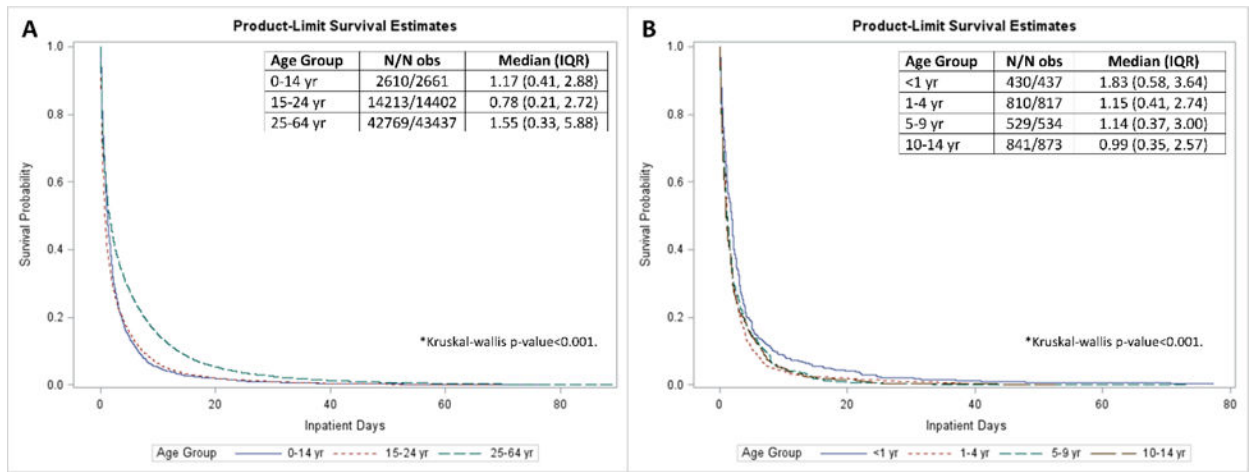 A
Product-Limit Survival Estimates
Age Group N/N obs Median (IQR)
0-14 yr 2610/2661 1.17 (0.41, 2.88)
15-24 yr 14213/14402 0.78 (0.21, 2.72)
25-64 yr 42769/43437 1.55 (0.33, 5.88)
1.0
0.8
0.6
0.4
0.2
0.0
Survival Probability
*Kruskal-wallis p-value<0.001.
0 20 40 60 80
Inpatient Days
Age Group 0-14 yr 15-24 yr 25-64 yr
B
Product-Limit Survival Estimates
Age Group N/N obs Median (IQR)
<1 yr 430/437 1.83 (0.58, 3.64)
1-4 yr 810/817 1.15 (0.41, 2.74)
5-9 yr 529/534 1.14 (0.37, 3.00)
10-14 yr 841/873 0.99 (0.35, 2.57)
1.0
0.8
0.6
0.4
0.2
0.0
Survival Probability
*Kruskal-wallis p-value<0.001.
0 20 40 60 80
Inpatient Days
Age Group <1 yr 1-4 yr 5-9 yr 10-14 yr